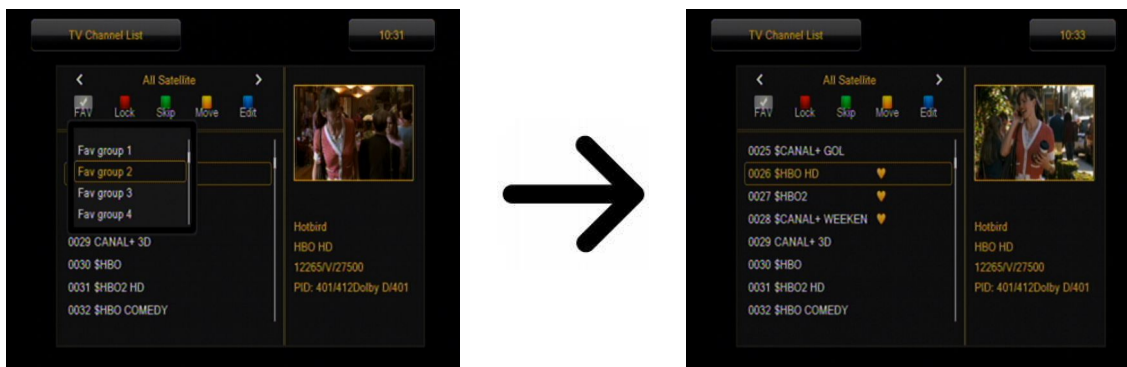 TV Channel List
10:31
All Satellite
FAV Lock Skip Move Edit
Fav group 1
Fav group 2
Fav group 3
Fav group 4
0029 CANAL+ 3D
0030 $HBO
0031 $HBO2 HD
0032 $HBO COMEDY
Hotbird
HBO HD
12265/V/27500
PID: 401/412Dolby D/401
TV Channel List
10:33
All Satellite
FAV Lock Skip Move Edit
0025 $CANAL+ GOL
0026 $HBO HD
0027 $HBO2
0028 $CANAL+ WEEKEN
0029 CANAL+ 3D
0030 $HBO
0031 $HBO2 HD
0032 $HBO COMEDY
Hotbird
HBO HD
12265/V/27500
PID: 401/412Dolby D/401